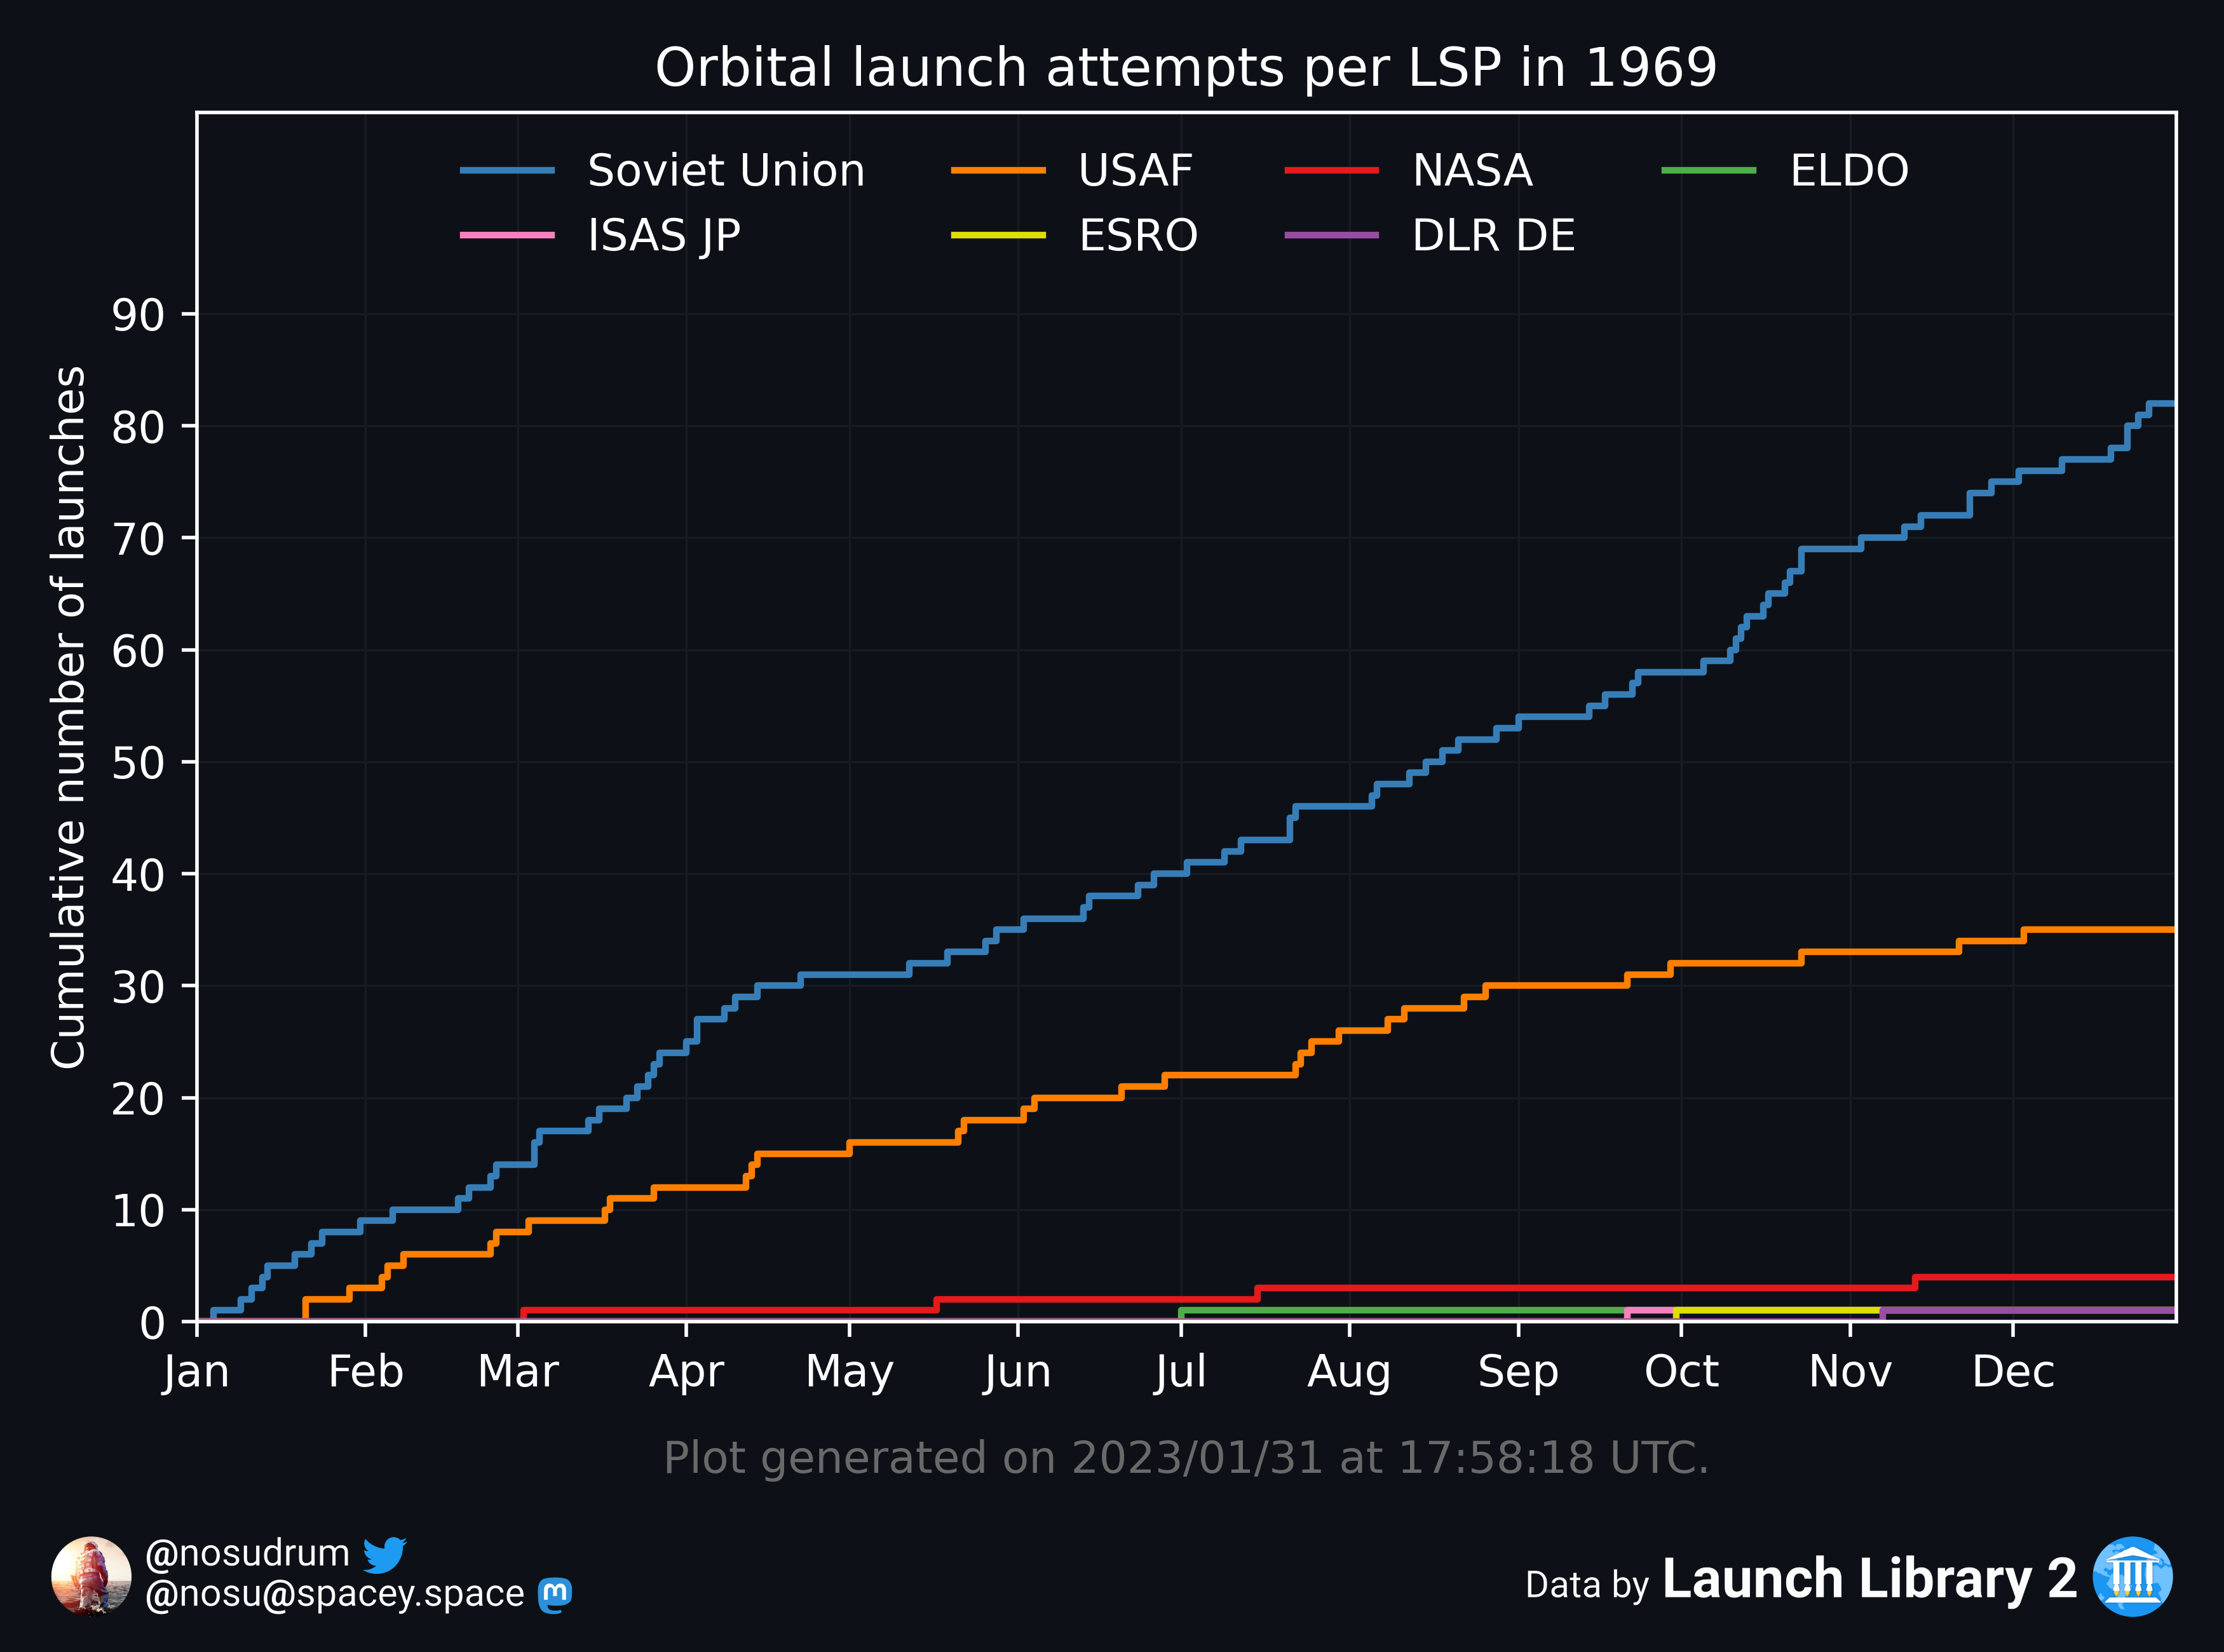 Orbital launch attempts per LSP in 1969
Soviet Union USAF NASA ELDO
ISAS JP ESRO DLR DE
Cumulative number of launches
90
80
70
60
50
40
30
20
10
0
Jan Feb Mar Apr May Jun Jul Aug Sep Oct Nov Dec
Plot generated on 2023/01/31 at 17:58:18 UTC.
@nosudrum
@nosu@spacey.space
Data by Launch Library 2